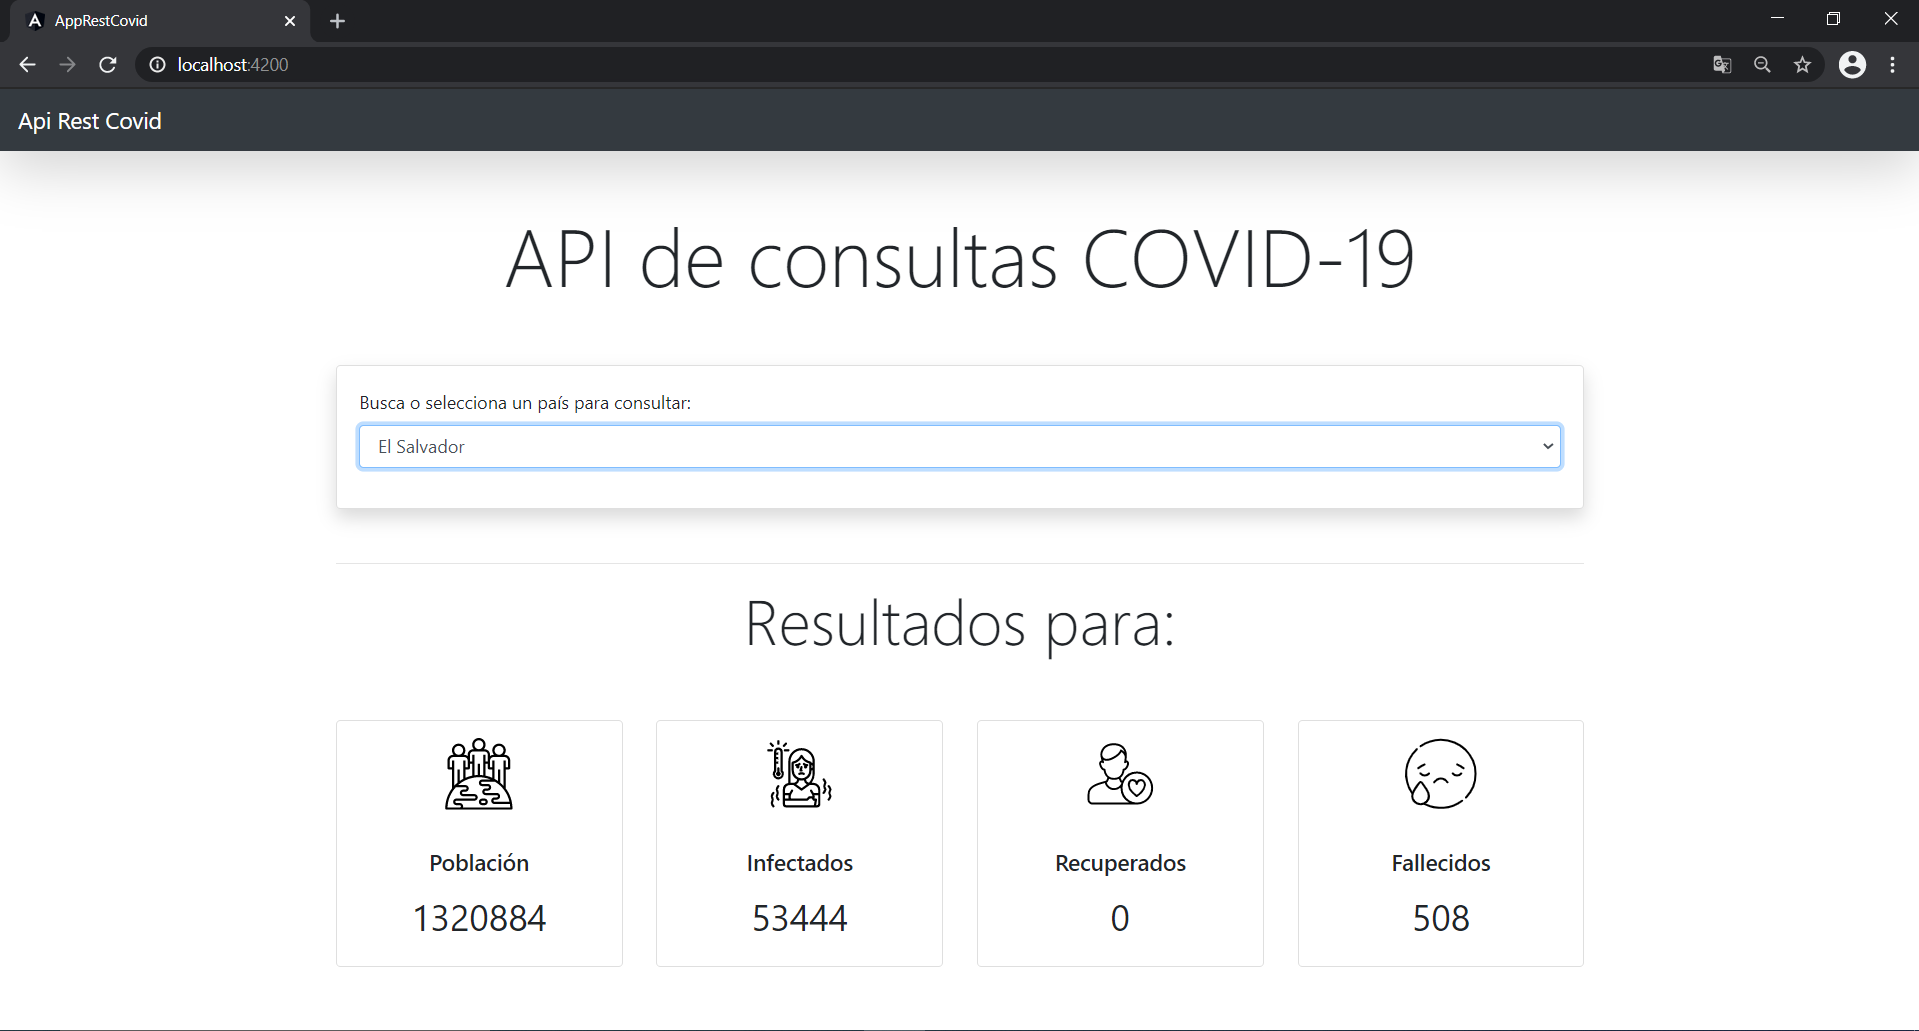 AppRestCovid
localhost:4200
Api Rest Covid
API de consultas COVID-19
Busca o selecciona un país para consultar:
El Salvador
Resultados para:
Población
1320884
Infectados
53444
Recuperados
0
Fallecidos
508